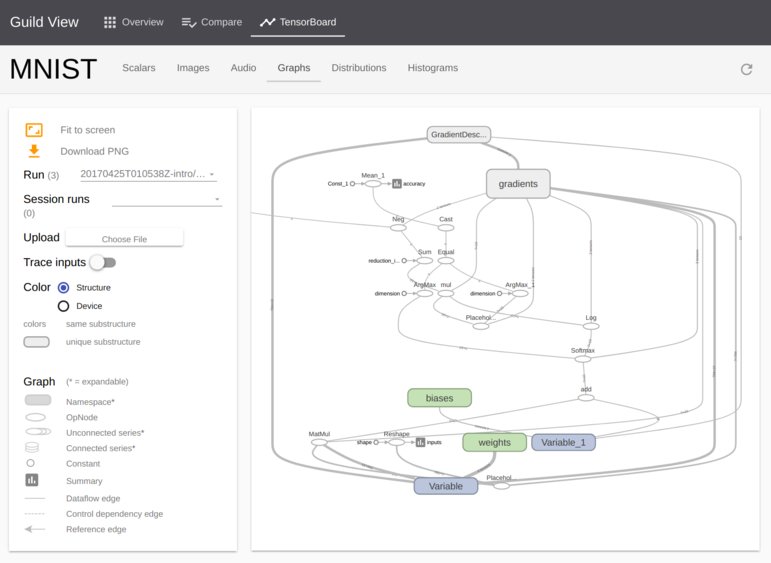 Guild View
Overview
Compare
TensorBoard
MNIST
Scalars
Images
Audio
Graphs
Distributions
Histograms
Fit to screen
Download PNG
Run (3) 20170425T010538Z-intro/...
Session runs
(0)
Upload Choose File
Trace inputs
Color Structure
Device
colors same substructure
unique substructure
Graph (* = expandable)
Namespace*
OpNode
Unconnected series*
Connected series*
Constant
Summary
Dataflow edge
Control dependency edge
Reference edge
GradientDesc...
gradients
Mean_1
Const_1
accuracy
Neg
Cast
Sum
Equal
reduction_i...
ArgMax
mul
ArgMax_1
dimension
dimension
Placehol...
Log
Softmax
add
biases
MatMul
Reshape
shape
inputs
weights
Variable_1
Variable
Placehol...